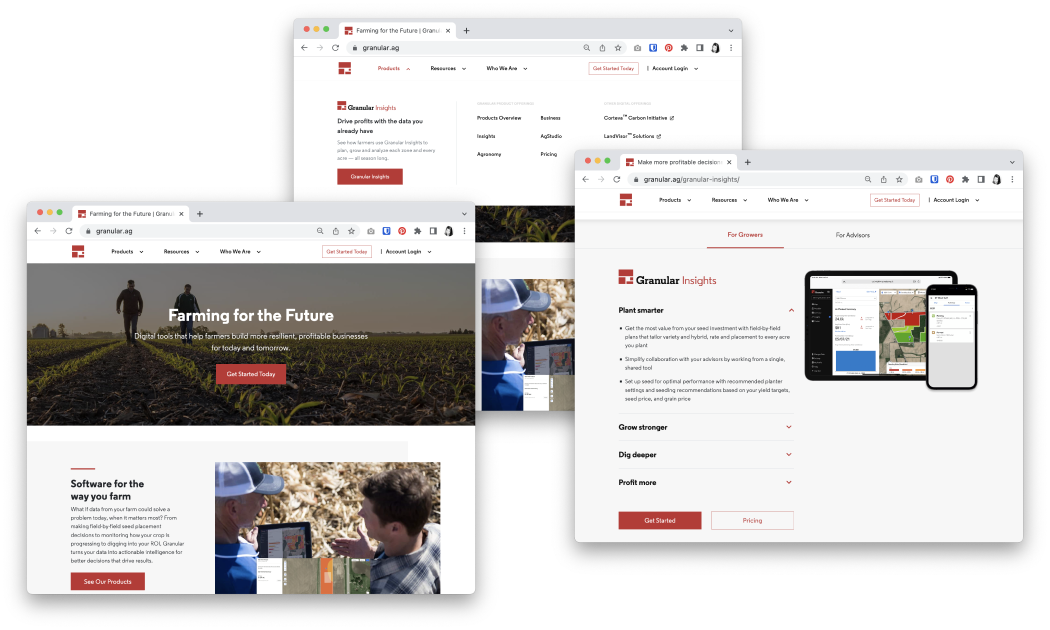 Farming for the Future | Granul
granular.ag
Products
Resources
Who We Are
Get Started Today
Account Login
Granular Insights
Drive profits with the data you
already have
See how farmers use Granular Insights to
plan, grow and analyze each zone and every
acre — all season long.
Granular Insights
GRANULAR PRODUCT OFFERINGS
Products Overview
Business
Insights
AgStudio
Agronomy
Pricing
Corteva™ Carbon Initiative
LandVisor™ Solutions
Farming for the Future | Granul
granular.ag
Products
Resources
Who We Are
Get Started Today
Account Login
Farming for the Future
Digital tools that help farmers build more resilient, profitable businesses
for today and tomorrow.
Get Started Today
Software for the
way you farm
What if data from your farm could solve a
problem today, when it matters most? From
making field-by-field seed placement
decisions to monitoring how your crop is
progressing to digging into your ROI, Granular
turns your data into actionable intelligence for
better decisions that drive results.
See Our Products
Make more profitable decision
granular.ag/granular-insights/
Products
Resources
Who We Are
Get Started Today
Account Login
For Growers
For Advisors
Granular Insights
Plant smarter
Get the most value from your seed investment with field-by-field
plans that tailor variety and hybrid, rate and placement to every acre
you plant
Simplify collaboration with your advisors by working from a single,
shared tool
Set up seed for optimal performance with recommended planter
settings and seeding recommendations based on your yield targets,
seed price, and grain price
Grow stronger
Dig deeper
Profit more
Get Started
Pricing